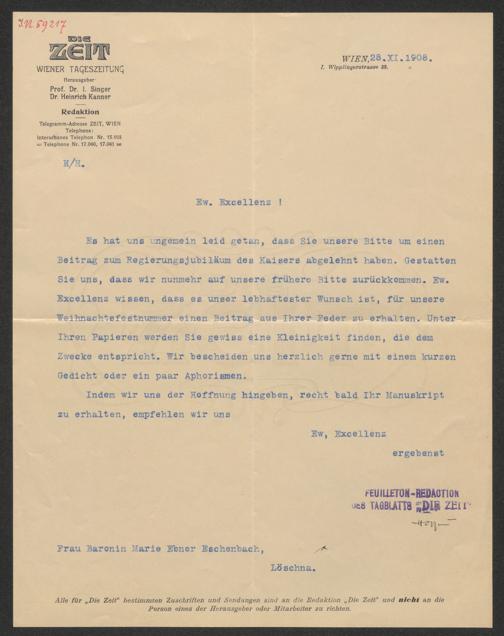 I.N. 59217
DIE
ZEIT
WIENER TAGESZEITUNG
Herausgeber
Prof. Dr. I. Singer
Dr. Heinrich Kanner
Redaktion
Telegramm-Adresse ZEIT, WIEN
Telephone:
Interurbanes Telephon Nr.
Telephone Nr. 17.040, 17.041
WIEN, 28.XI.1908.
I. Wipplingerstrasse 38.
H/H.
Ew. Excellenz !
Es hat uns ungemein leid getan, dass Sie unsere Bitte um einen
Beitrag zum Regierungsjubiläum des Kaisers abgelehnt haben. Gestatten
Sie uns, dass wir nunmehr auf unsere frühere Bitte zurückkommen. Ew.
Excellenz wissen, dass es unser lebhaftester Wunsch ist, für unsere
Weihnachtsfestnummer einen Beitrag aus Ihrer Feder zu erhalten. Unter
Ihren Papieren werden Sie gewiss eine Kleinigkeit finden, die dem
Zwecke entspricht. Wir bescheiden uns herzlich gerne mit einem kurzen
Gedicht oder ein paar Aphorismen.
Indem wir uns der Hoffnung hingeben, recht bald Ihr Manuskript
zu erhalten, empfehlen wir uns
Ew, Excellenz
ergebenst
FEUILLETON-REDACTION
DES TAGBLATTS DIE ZEIT
Frau Baronin Marie Ebner Eschenbach,
Löschna.
Alle für „Die Zeit" bestimmten Zuschriften und Sendungen sind an die Redaktion „Die Zeit" und nicht an die
Person eines der Herausgeber oder Mitarbeiter zu richten.